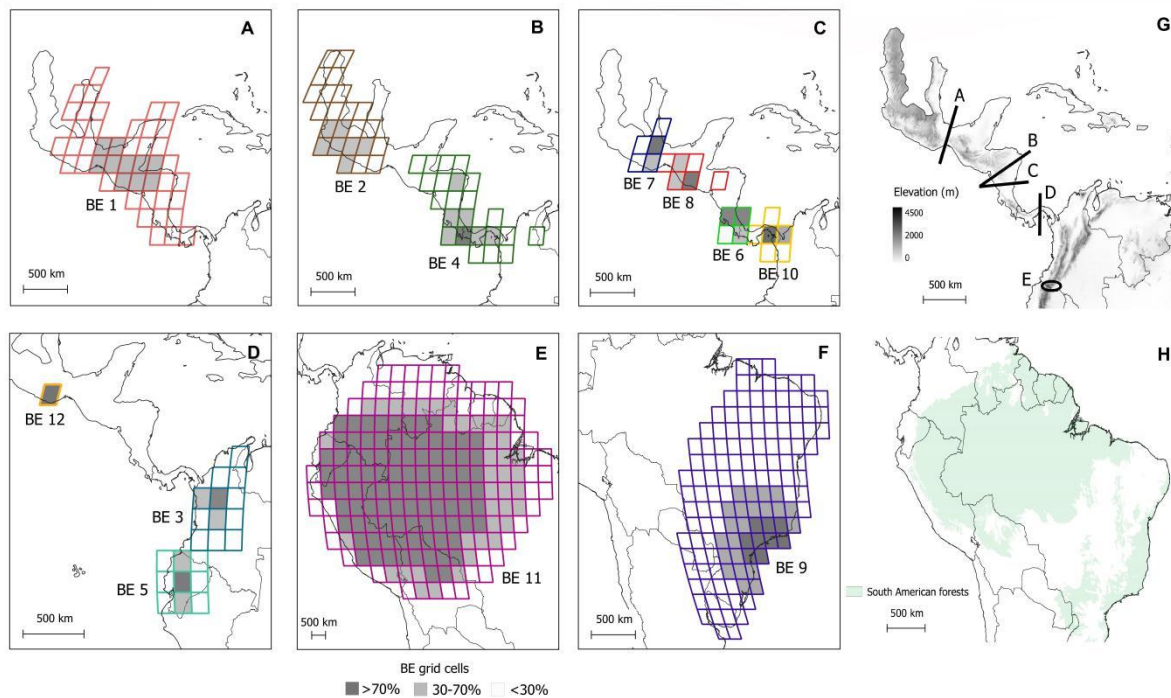 A
BE 1
500 km
B
BE 2
BE 4
500 km
C
BE 7
BE 8
BE 6
BE 10
500 km
G
A
B
C
D
Elevation (m)
4500
2000
0
E
500 km
D
BE 12
BE 3
BE 5
500 km
E
BE 11
500 km
F
BE 9
500 km
H
South American forests
500 km
BE grid cells
>70% 30-70% <30%